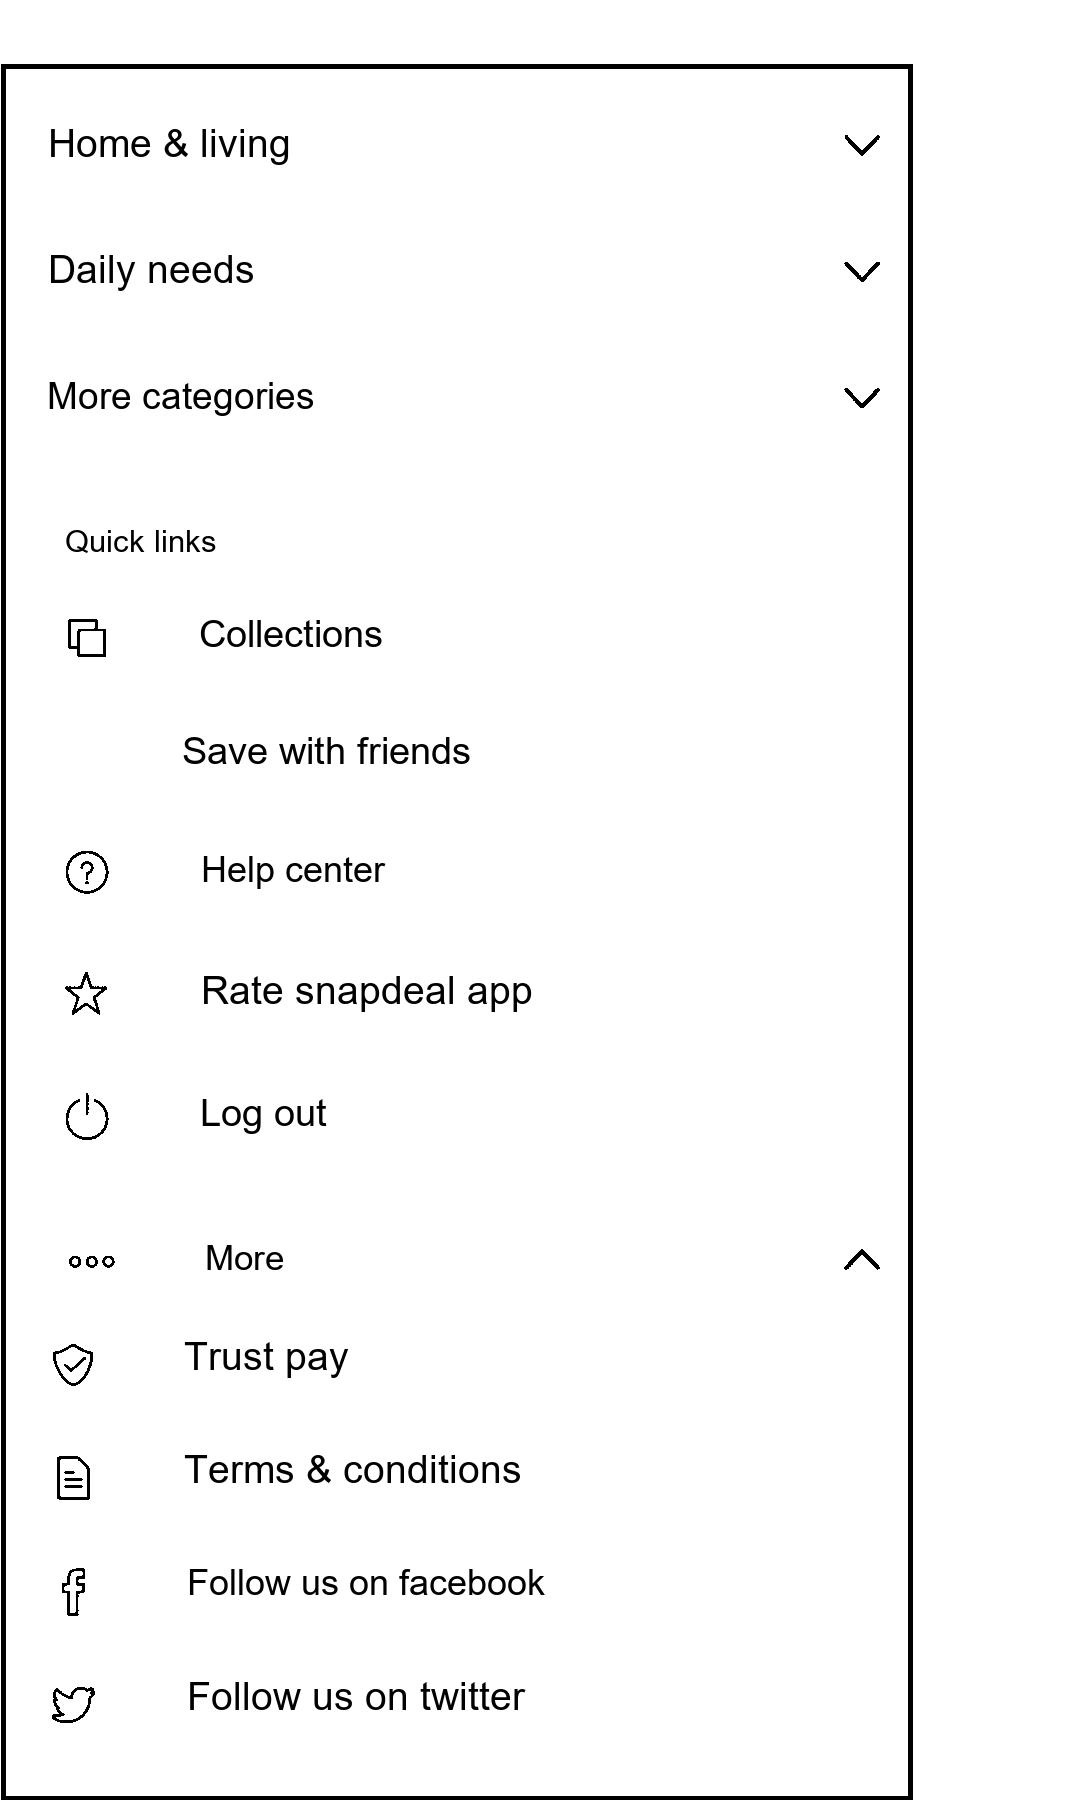 Home & living
Daily needs
More categories
Quick links
Collections
Save with friends
Help center
Rate snapdeal app
Log out
More
Trust pay
Terms & conditions
Follow us on facebook
Follow us on twitter